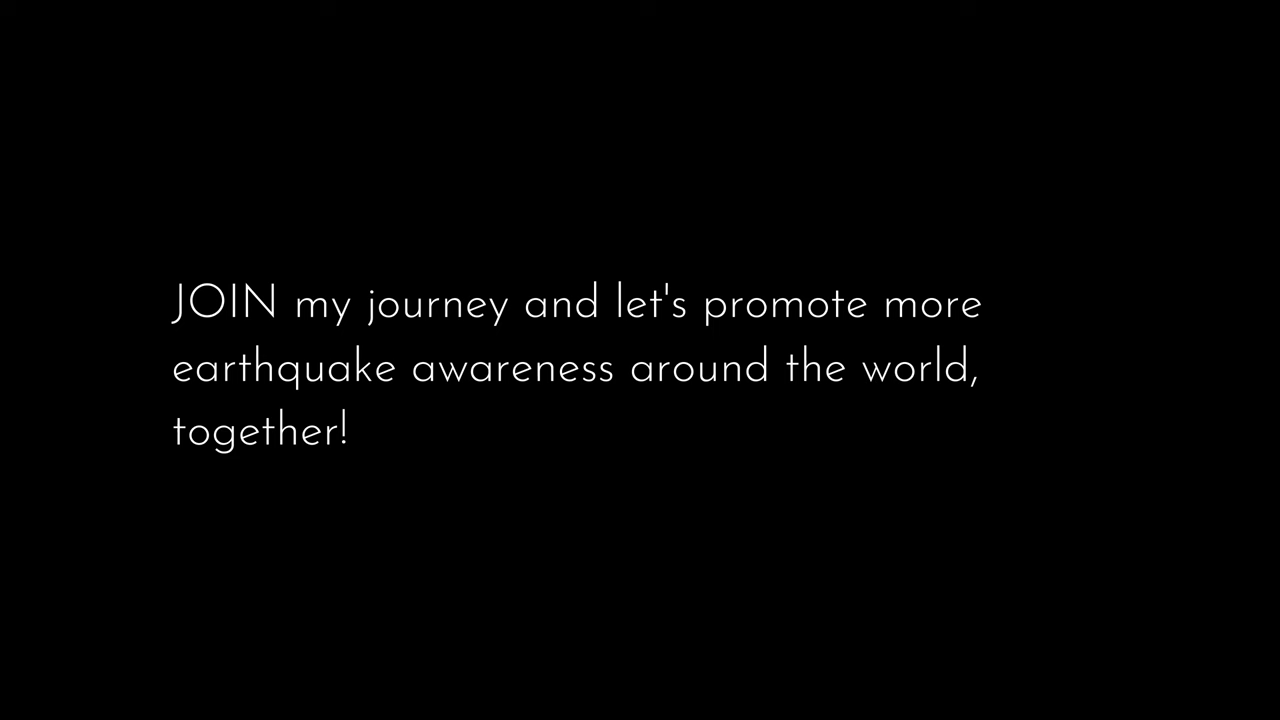 JOIN my journey and let's promote more
earthquake awareness around the world,
together!